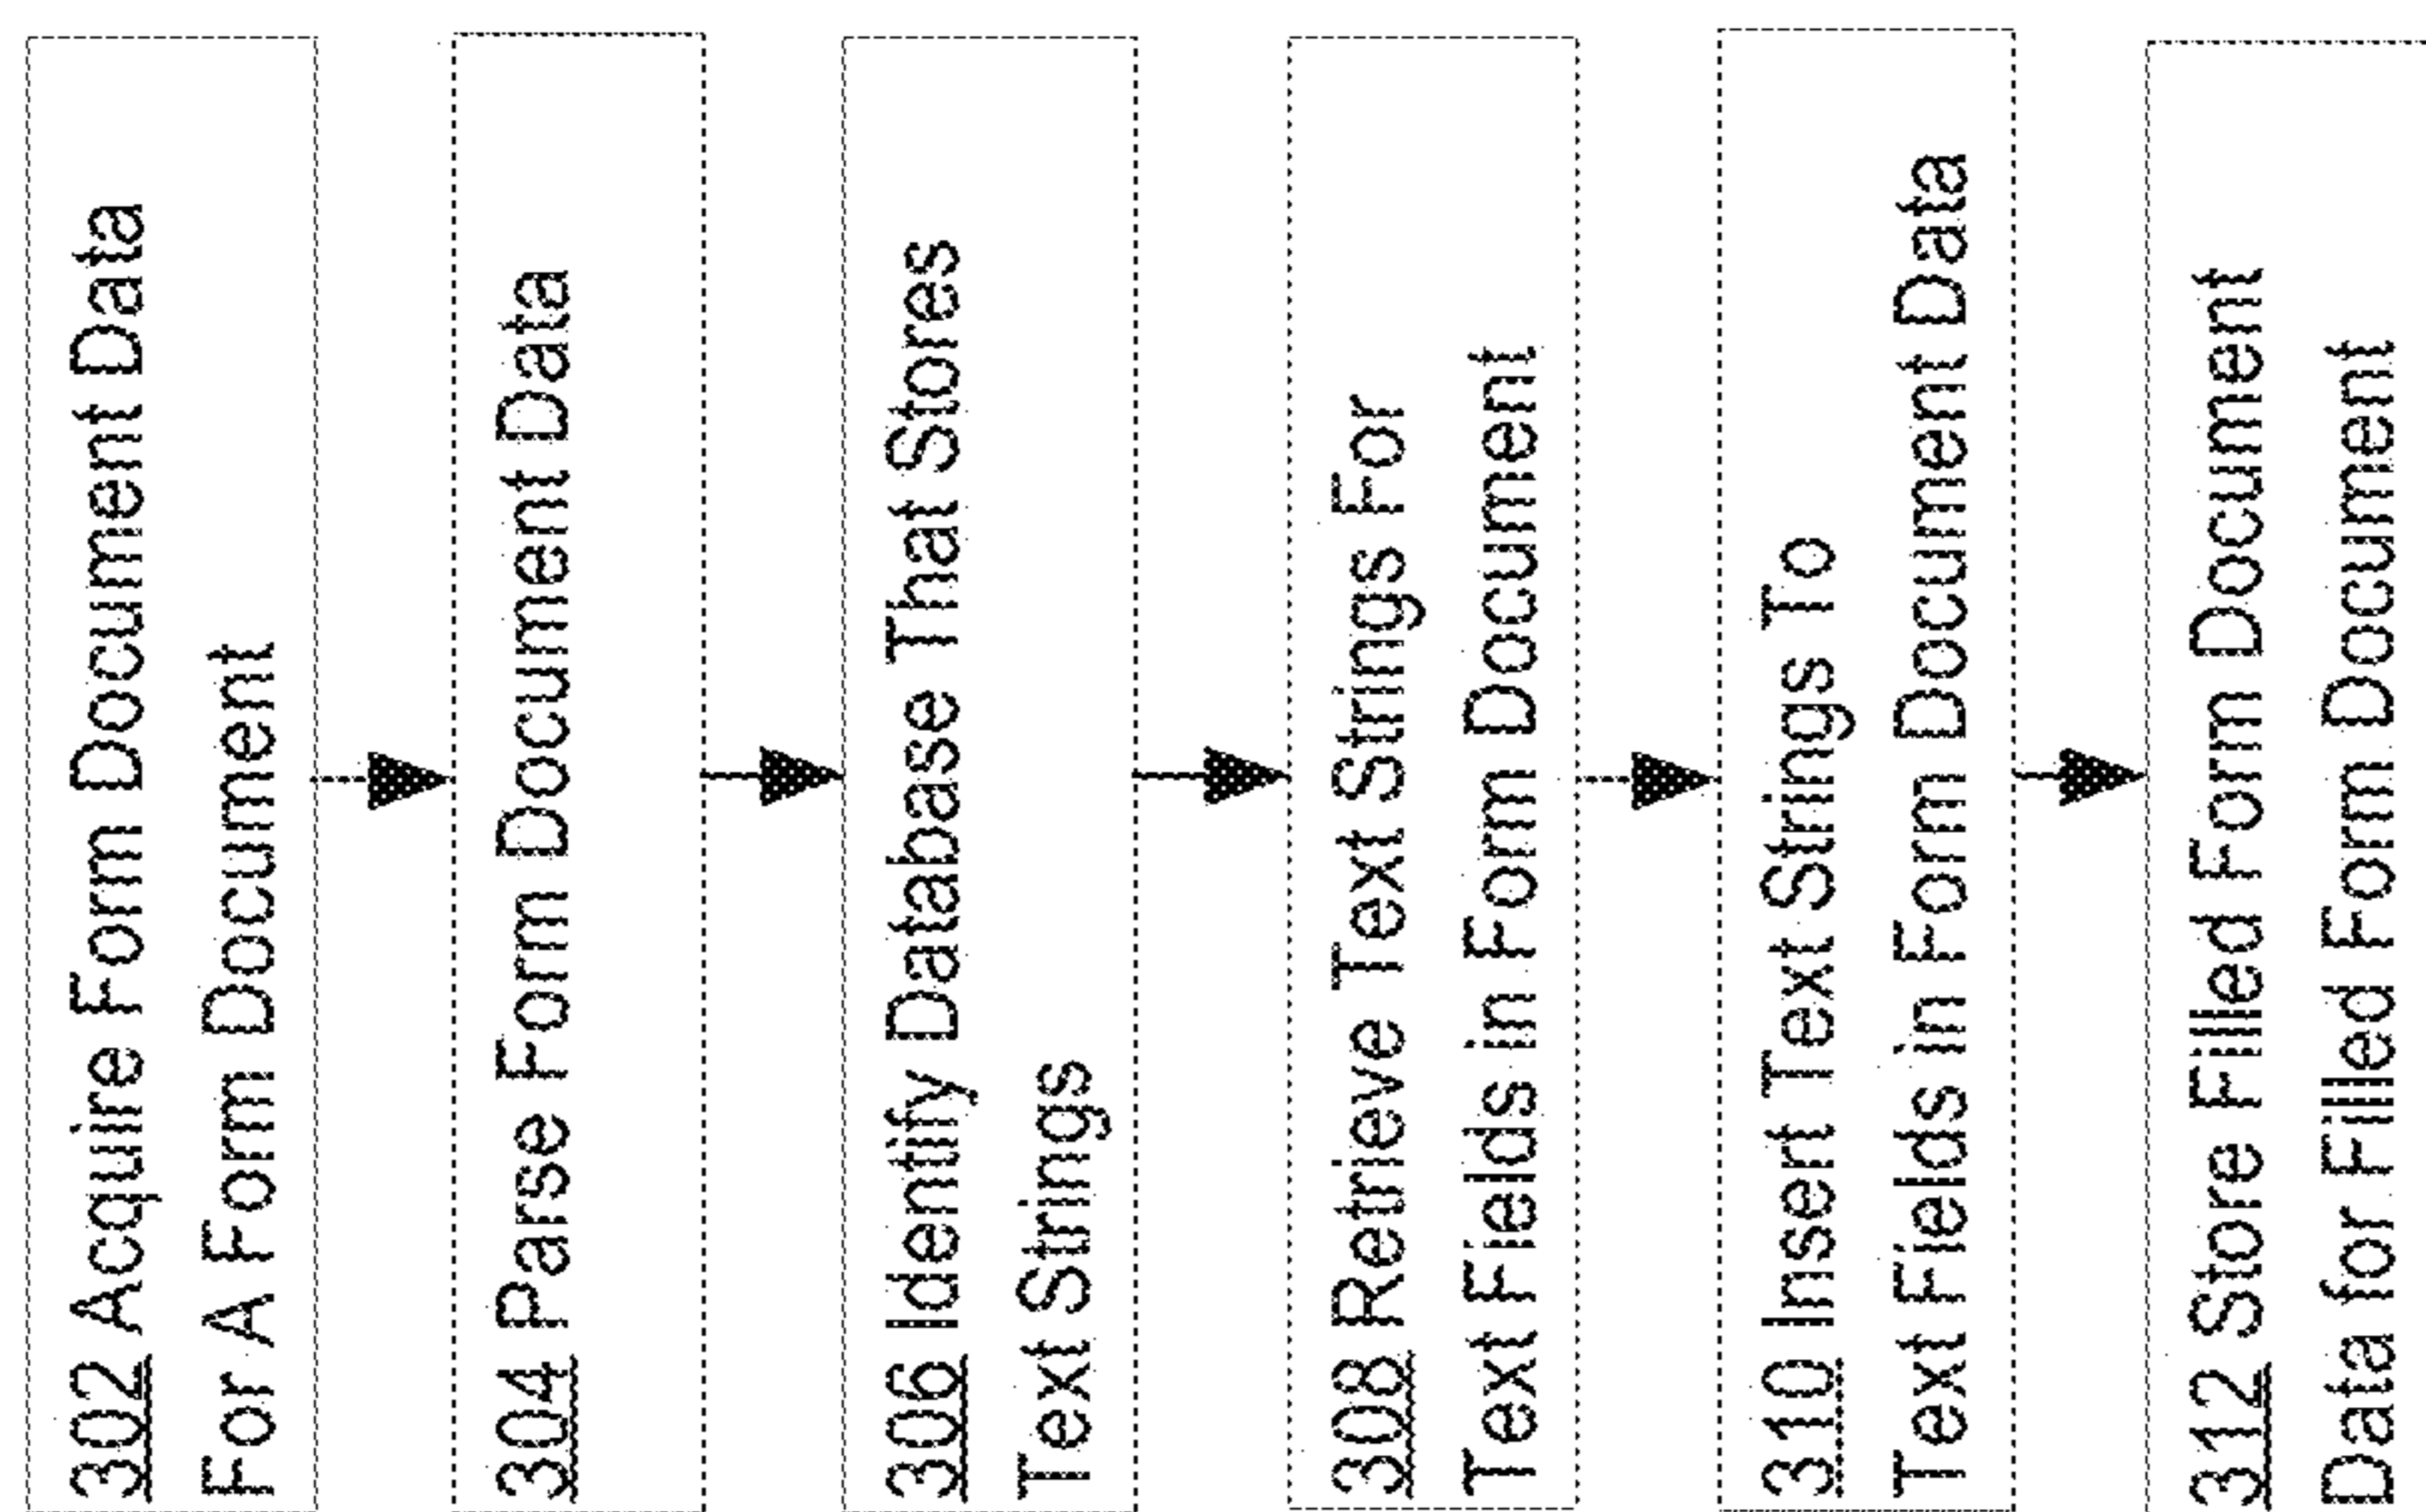 302 Acquire Form Document Data
For A Form Document
304 Parse Form Document Data
306 Identify Database That Stores
Text Strings
308 Retrieve Text Strings For
Text Fields in Form Document
310 Insert Text Strings To
Text Fields in Form Document Data
312 Store Filled Form Document
Data for Filled Form Document